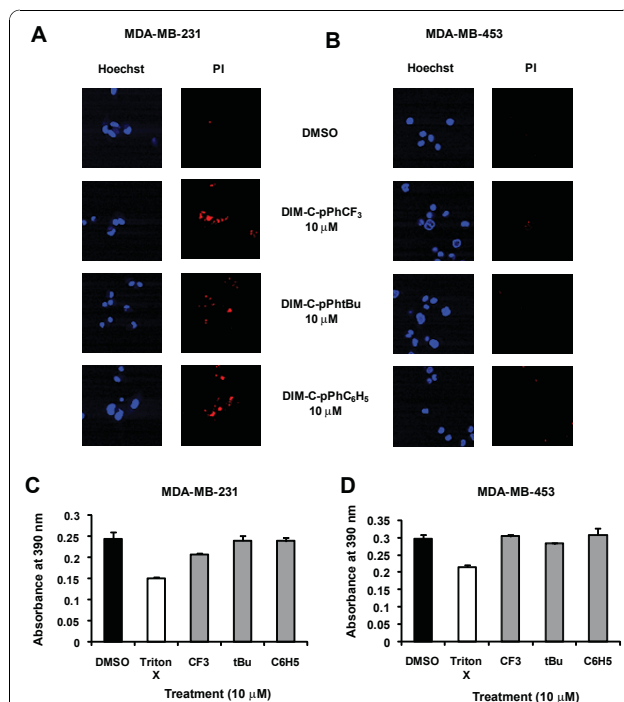 A
MDA-MB-231
B
MDA-MB-453
Hoechst PI
Hoechst PI
DMSO
DIM-C-pPhCF₃
10 μM
DIM-C-pPhtBu
10 μM
DIM-C-pPhC₆H₅
10 μM
C
MDA-MB-231
Absorbance at 390 nm
0.25
0.2
0.15
0.1
0.05
0
DMSO Triton X CF3 tBu C6H5
Treatment (10 μM)
D
MDA-MB-453
Absorbance at 390 nm
0.35
0.3
0.25
0.2
0.15
0.1
0.05
0
DMSO Triton X CF3 tBu C6H5
Treatment (10 μM)